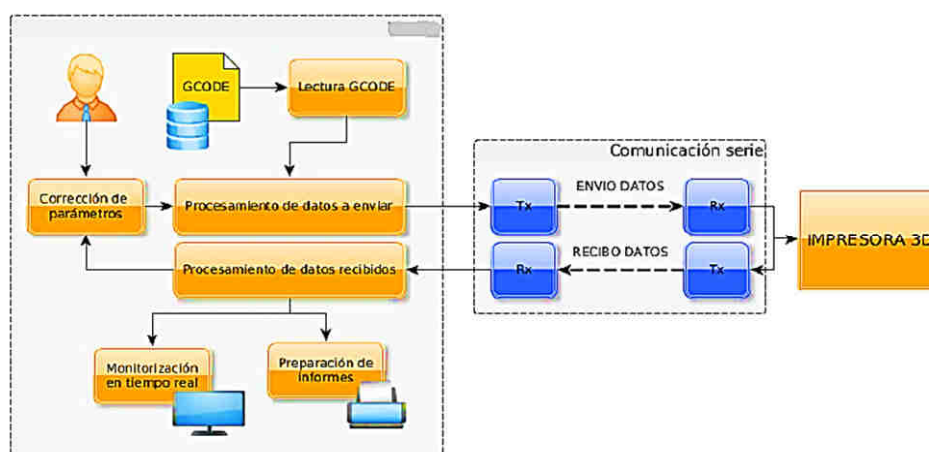 GCODE
Lectura GCODE
Comunicación serie
Corrección de
parámetros
Procesamiento de datos a enviar
Tx
ENVIO DATOS
Rx
IMPRESORA 3D
Procesamiento de datos recibidos
Rx
RECIBO DATOS
Tx
Monitorización
en tiempo real
Preparación de
informes